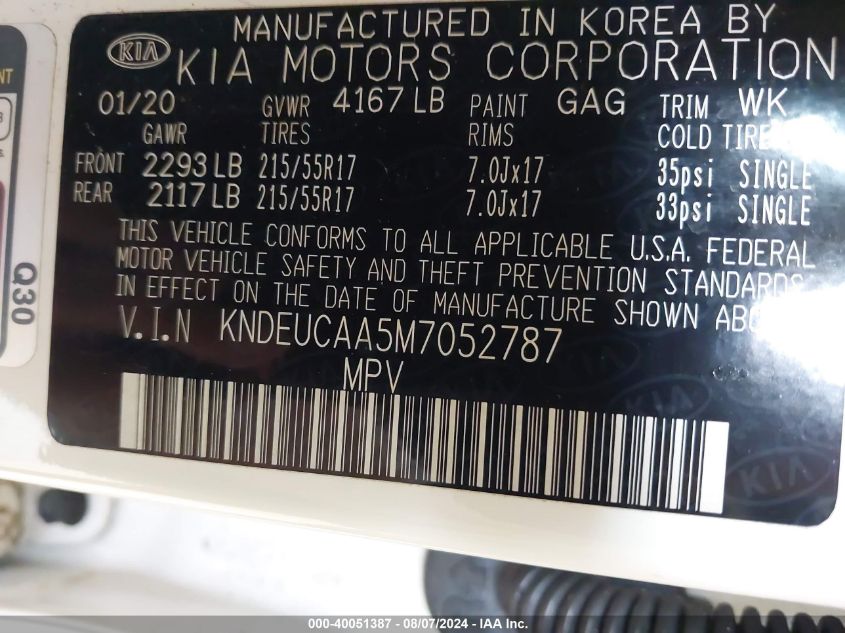 MANUFACTURED IN KOREA BY
KIA KIA MOTORS CORPORATION
01/20 GVWR 4167 LB PAINT GAG TRIM WK
GAWR TIRES RIMS COLD TIRE
FRONT 2293 LB 215/55R17 7.0Jx17 35psi SINGLE
REAR 2117 LB 215/55R17 7.0Jx17 33psi SINGLE
THIS VEHICLE CONFORMS TO ALL APPLICABLE U.S.A. FEDERAL
MOTOR VEHICLE SAFETY AND THEFT PREVENTION STANDARDS
IN EFFECT ON THE DATE OF MANUFACTURE SHOWN
V.I.N KNDEUCAA5M7052787
MPV
KIA
Q30
000-40051387 - 08/07/2024 - IAA Inc.